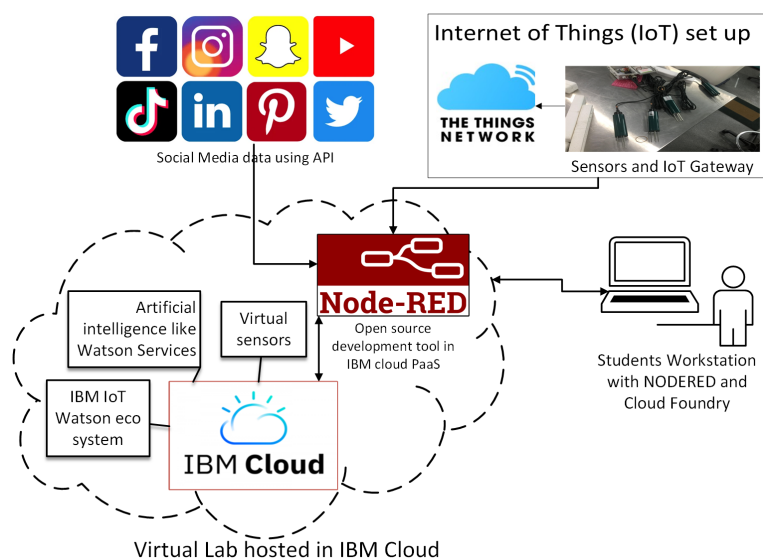 Internet of Things (IoT) set up
THE THINGS
NETWORK
Sensors and IoT Gateway
Social Media data using API
Node-RED
Open source
development tool in
IBM cloud PaaS
Artificial
intelligence like
Watson Services
Virtual
sensors
IBM IoT
Watson eco
system
IBM Cloud
Students Workstation
with NODERED and
Cloud Foundry
Virtual Lab hosted in IBM Cloud